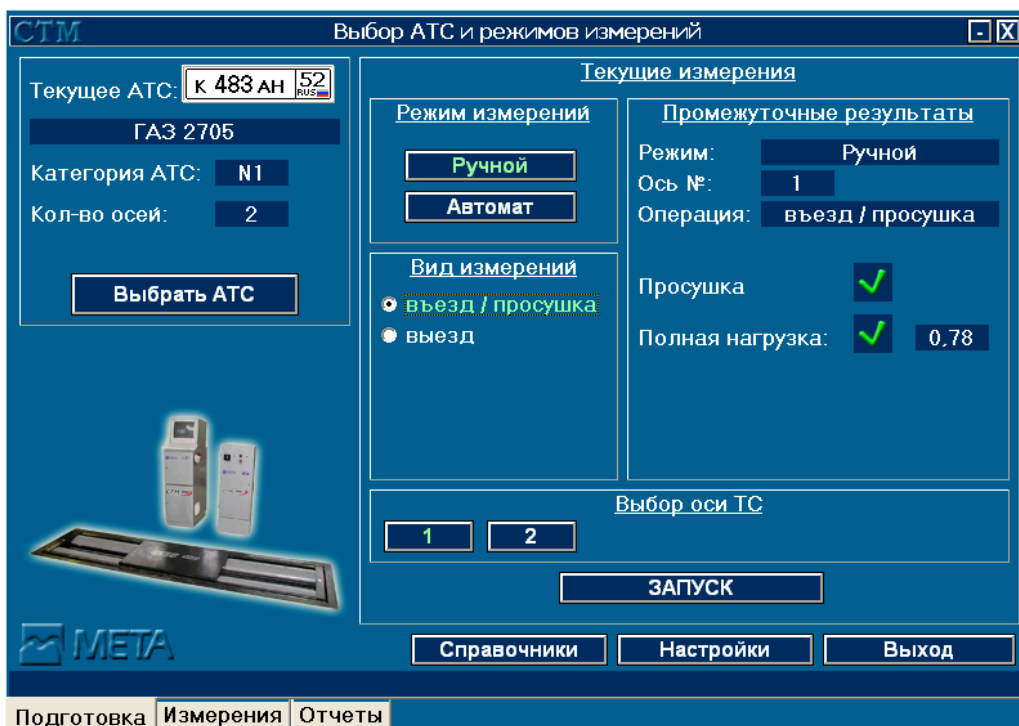 СТМ
Выбор АТС и режимов измерений
- X
Текущее АТС: К 483 АН 52 RUS
ГАЗ 2705
Категория АТС: N1
Кол-во осей: 2
Выбрать АТС
Текущие измерения
Режим измерений
Ручной
Автомат
Вид измерений
въезд / просушка
выезд
Промежуточные результаты
Режим: Ручной
Ось №: 1
Операция: въезд / просушка
Просушка
Полная нагрузка: 0,78
Выбор оси ТС
1 2
ЗАПУСК
МЕТА
Справочники Настройки Выход
Подготовка Измерения Отчеты